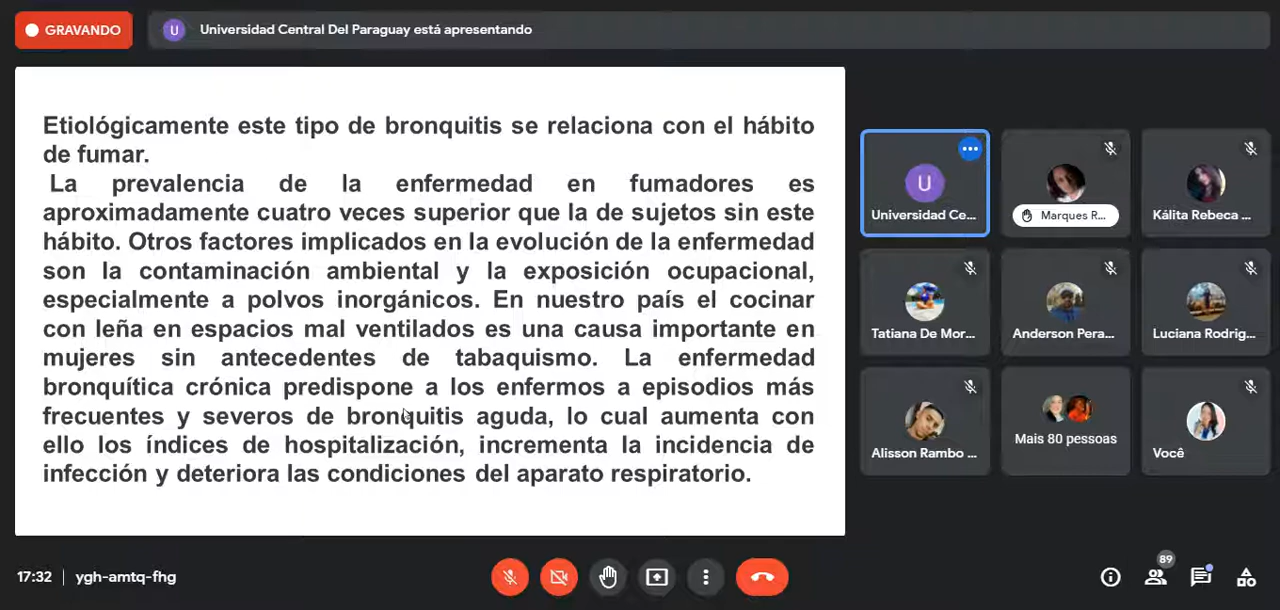 GRAVANDO
U
Universidad Central Del Paraguay está apresentando
Etiológicamente este tipo de bronquitis se relaciona con el hábito
de fumar.
La prevalencia de la enfermedad en fumadores es
aproximadamente cuatro veces superior que la de sujetos sin este
hábito. Otros factores implicados en la evolución de la enfermedad
son la contaminación ambiental y la exposición ocupacional,
especialmente a polvos inorgánicos. En nuestro país el cocinar
con leña en espacios mal ventilados es una causa importante en
mujeres sin antecedentes de tabaquismo. La enfermedad
bronquítica crónica predispone a los enfermos a episodios más
frecuentes y severos de bronquitis aguda, lo cual aumenta con
ello los índices de hospitalización, incrementa la incidencia de
infección y deteriora las condiciones del aparato respiratorio.
U
Universidad Ce...
Marques R...
Kálita Rebeca ...
Tatiana De Mor...
Anderson Pera...
Luciana Rodrig...
Alisson Rambo ...
Mais 80 pessoas
Você
17:32
ygh-amtq-fhg
89